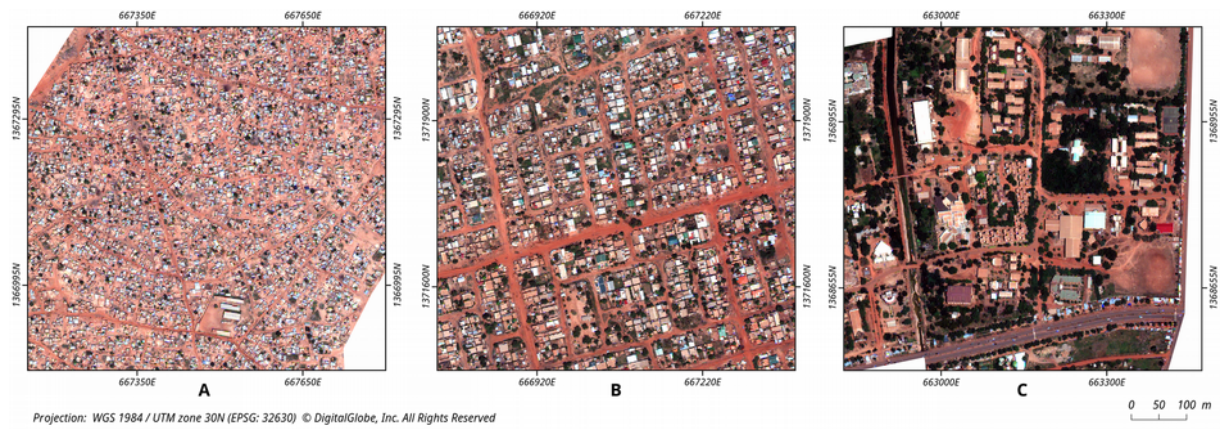 667350E 667650E 666920E 667220E 663000E 663300E
1367295N 1367295N 1371900N 1371900N 1368955N 1368955N
1366995N 1366995N 1371600N 1371600N 1368655N 1368655N
667350E 667650E 666920E 667220E 663000E 663300E
A B C
Projection: WGS 1984 / UTM zone 30N (EPSG: 32630) © DigitalGlobe, Inc. All Rights Reserved
0 50 100 m